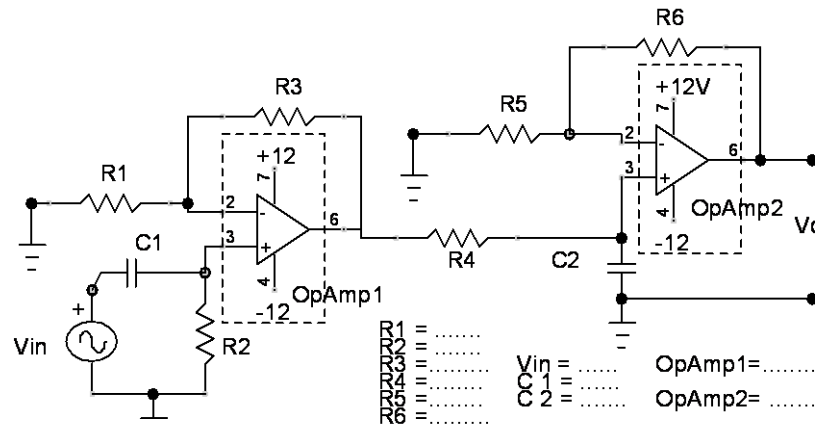 R6
R3
R5
+12V
7
2
-
6
3
+
4
OpAmp2
-12
R1
+12
7
2
-
6
3
+
4
OpAmp1
-12
C1
R4
C2
+
Vin
R2
R1 = .......
R2 = .......
R3 = .........
R4 = .........
R5 = .........
R6 = .........
Vin = ......
C 1 = ......
C 2 = .......
OpAmp1= ........
OpAmp2= ........